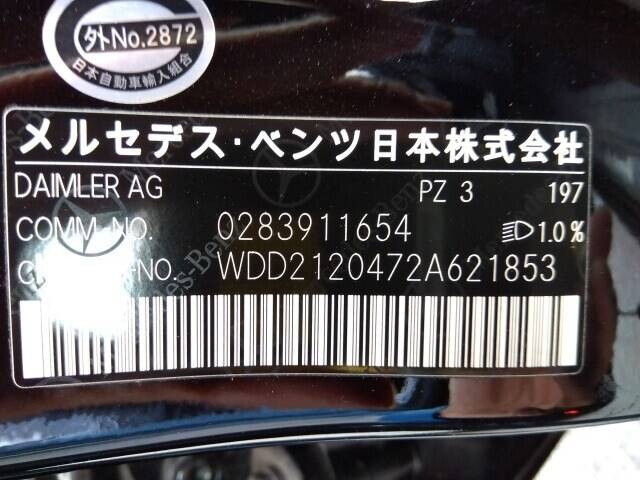 外No.2872
日本自動車輸入組合
メルセデス・ベンツ日本株式会社
DAIMLER AG PZ 3 197
COMM.-NO. 0283911654 1.0%
-NO. WDD2120472A621853